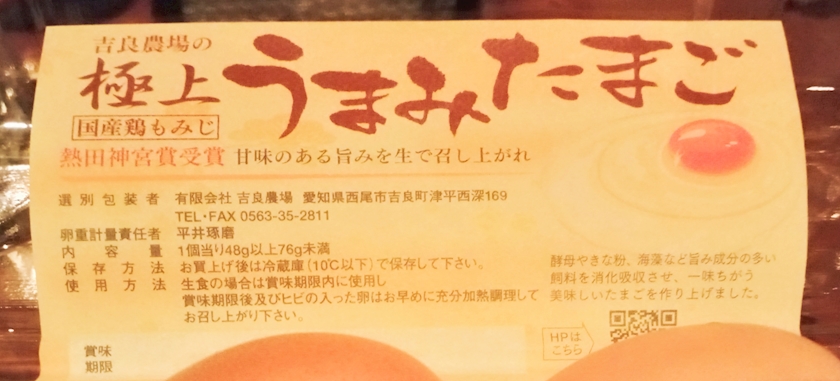 吉良農場の
極上うまみたまご
国産鶏もみじ
熱田神宮賞受賞 甘味のある旨みを生で召し上がれ
選別包装者 有限会社 吉良農場 愛知県西尾市吉良町津平西深169
TEL・FAX 0563-35-2811
卵重計量責任者 平井琢磨
内容量 1個当り48g以上76g未満
保存方法 お買上げ後は冷蔵庫(10℃以下)で保存して下さい。
使用方法 生食の場合は賞味期限内に使用し
賞味期限後及びヒビの入った卵はお早めに充分加熱調理して
お召し上がり下さい。
酵母やきな粉、海藻など旨み成分の多い
飼料を消化吸収させ、一味ちがう
美味しいたまごを作り上げました。
HPは
こちら
賞味
期限